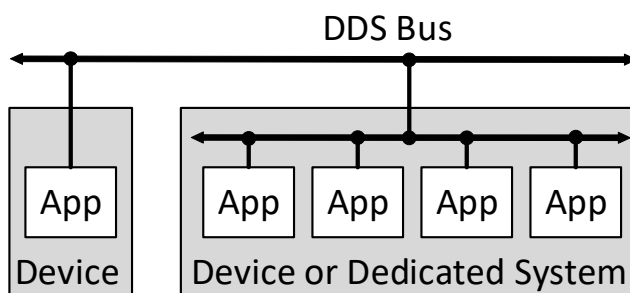 DDS Bus
App
App
App
App
App
Device
Device or Dedicated System